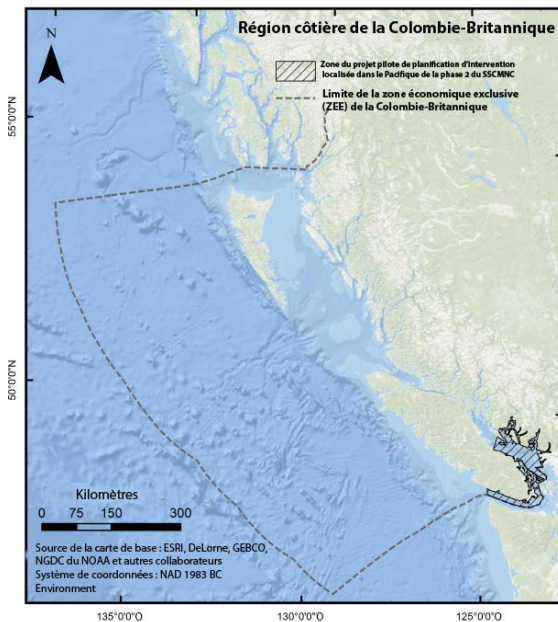 Région côtière de la Colombie-Britannique
N
Zone du projet pilote de planification d'intervention
localisée dans le Pacifique de la phase 2 du SSCMNC
Limite de la zone économique exclusive
(ZEE) de la Colombie-Britannique
55°0'0"N
50°0'0"N
Kilomètres
0 75 150 300
Source de la carte de base : ESRI, DeLorne, GEBCO,
NGDC du NOAA et autres collaborateurs
Système de coordonnées : NAD 1983 BC
Environment
135°0'0"O 130°0'0"O 125°0'0"O